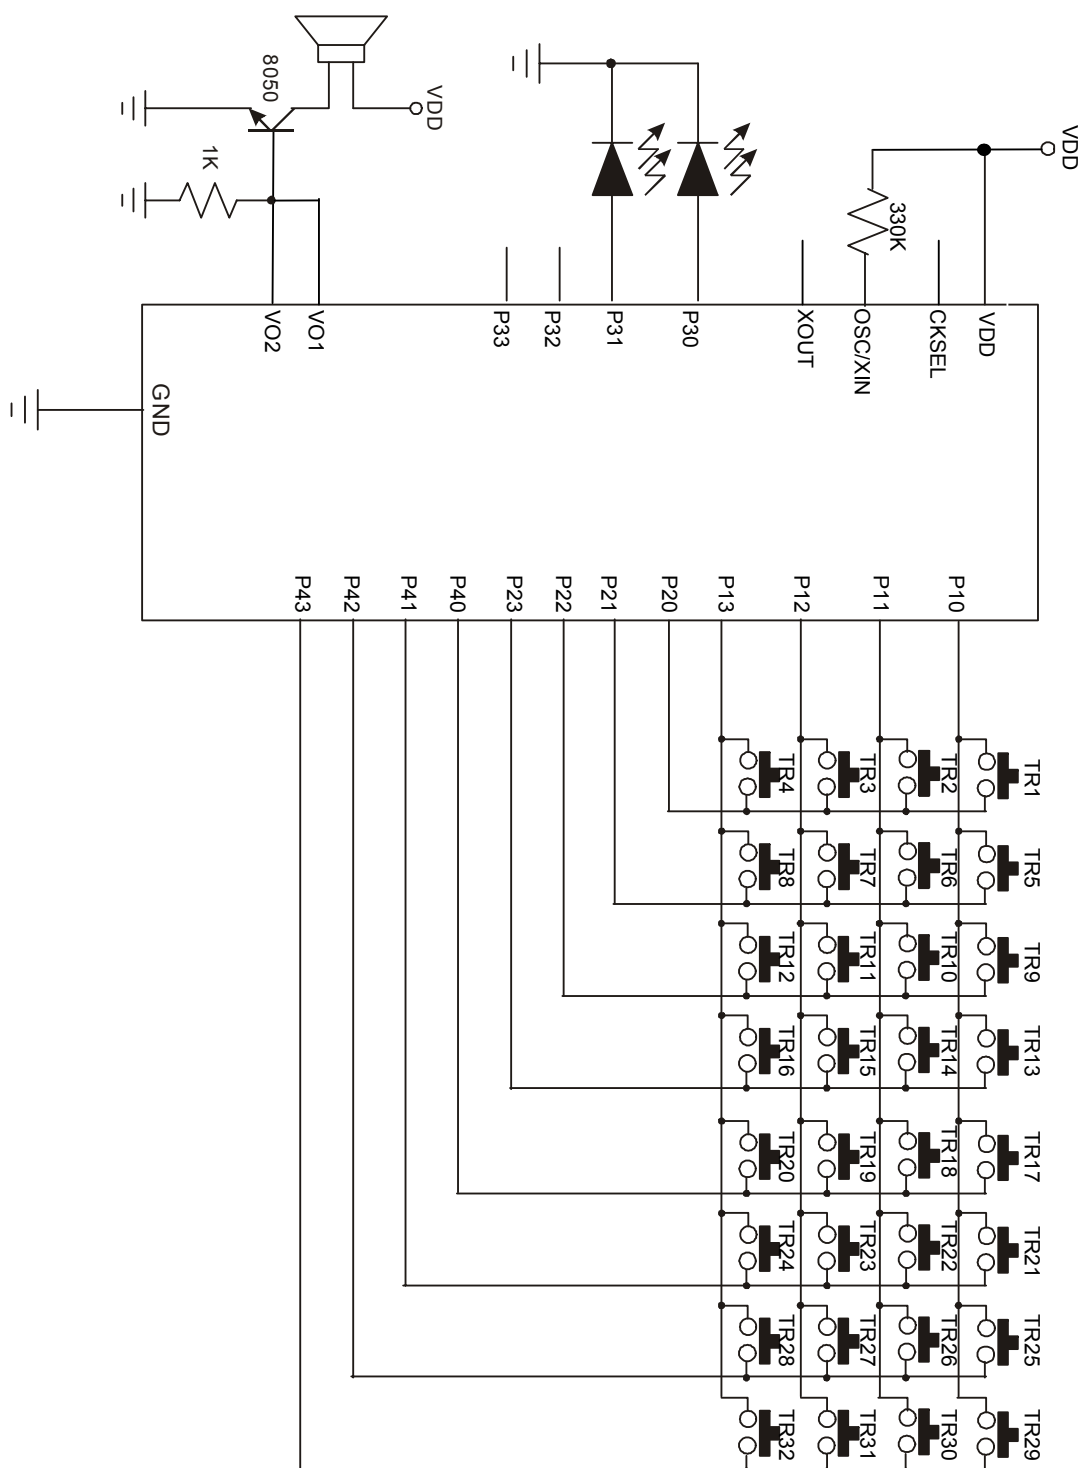 VDD
8050
VDD
1K
330K
VO2
VO1
P33
P32
P31
P30
XOUT
OSC/XIN
CKSEL
VDD
GND
P43
P42
P41
P40
P23
P22
P21
P20
P13
P12
P11
P10
TR4
TR3
TR2
TR1
TR8
TR7
TR6
TR5
TR12
TR11
TR10
TR9
TR16
TR15
TR14
TR13
TR20
TR19
TR18
TR17
TR24
TR23
TR22
TR21
TR28
TR27
TR26
TR25
TR32
TR31
TR30
TR29